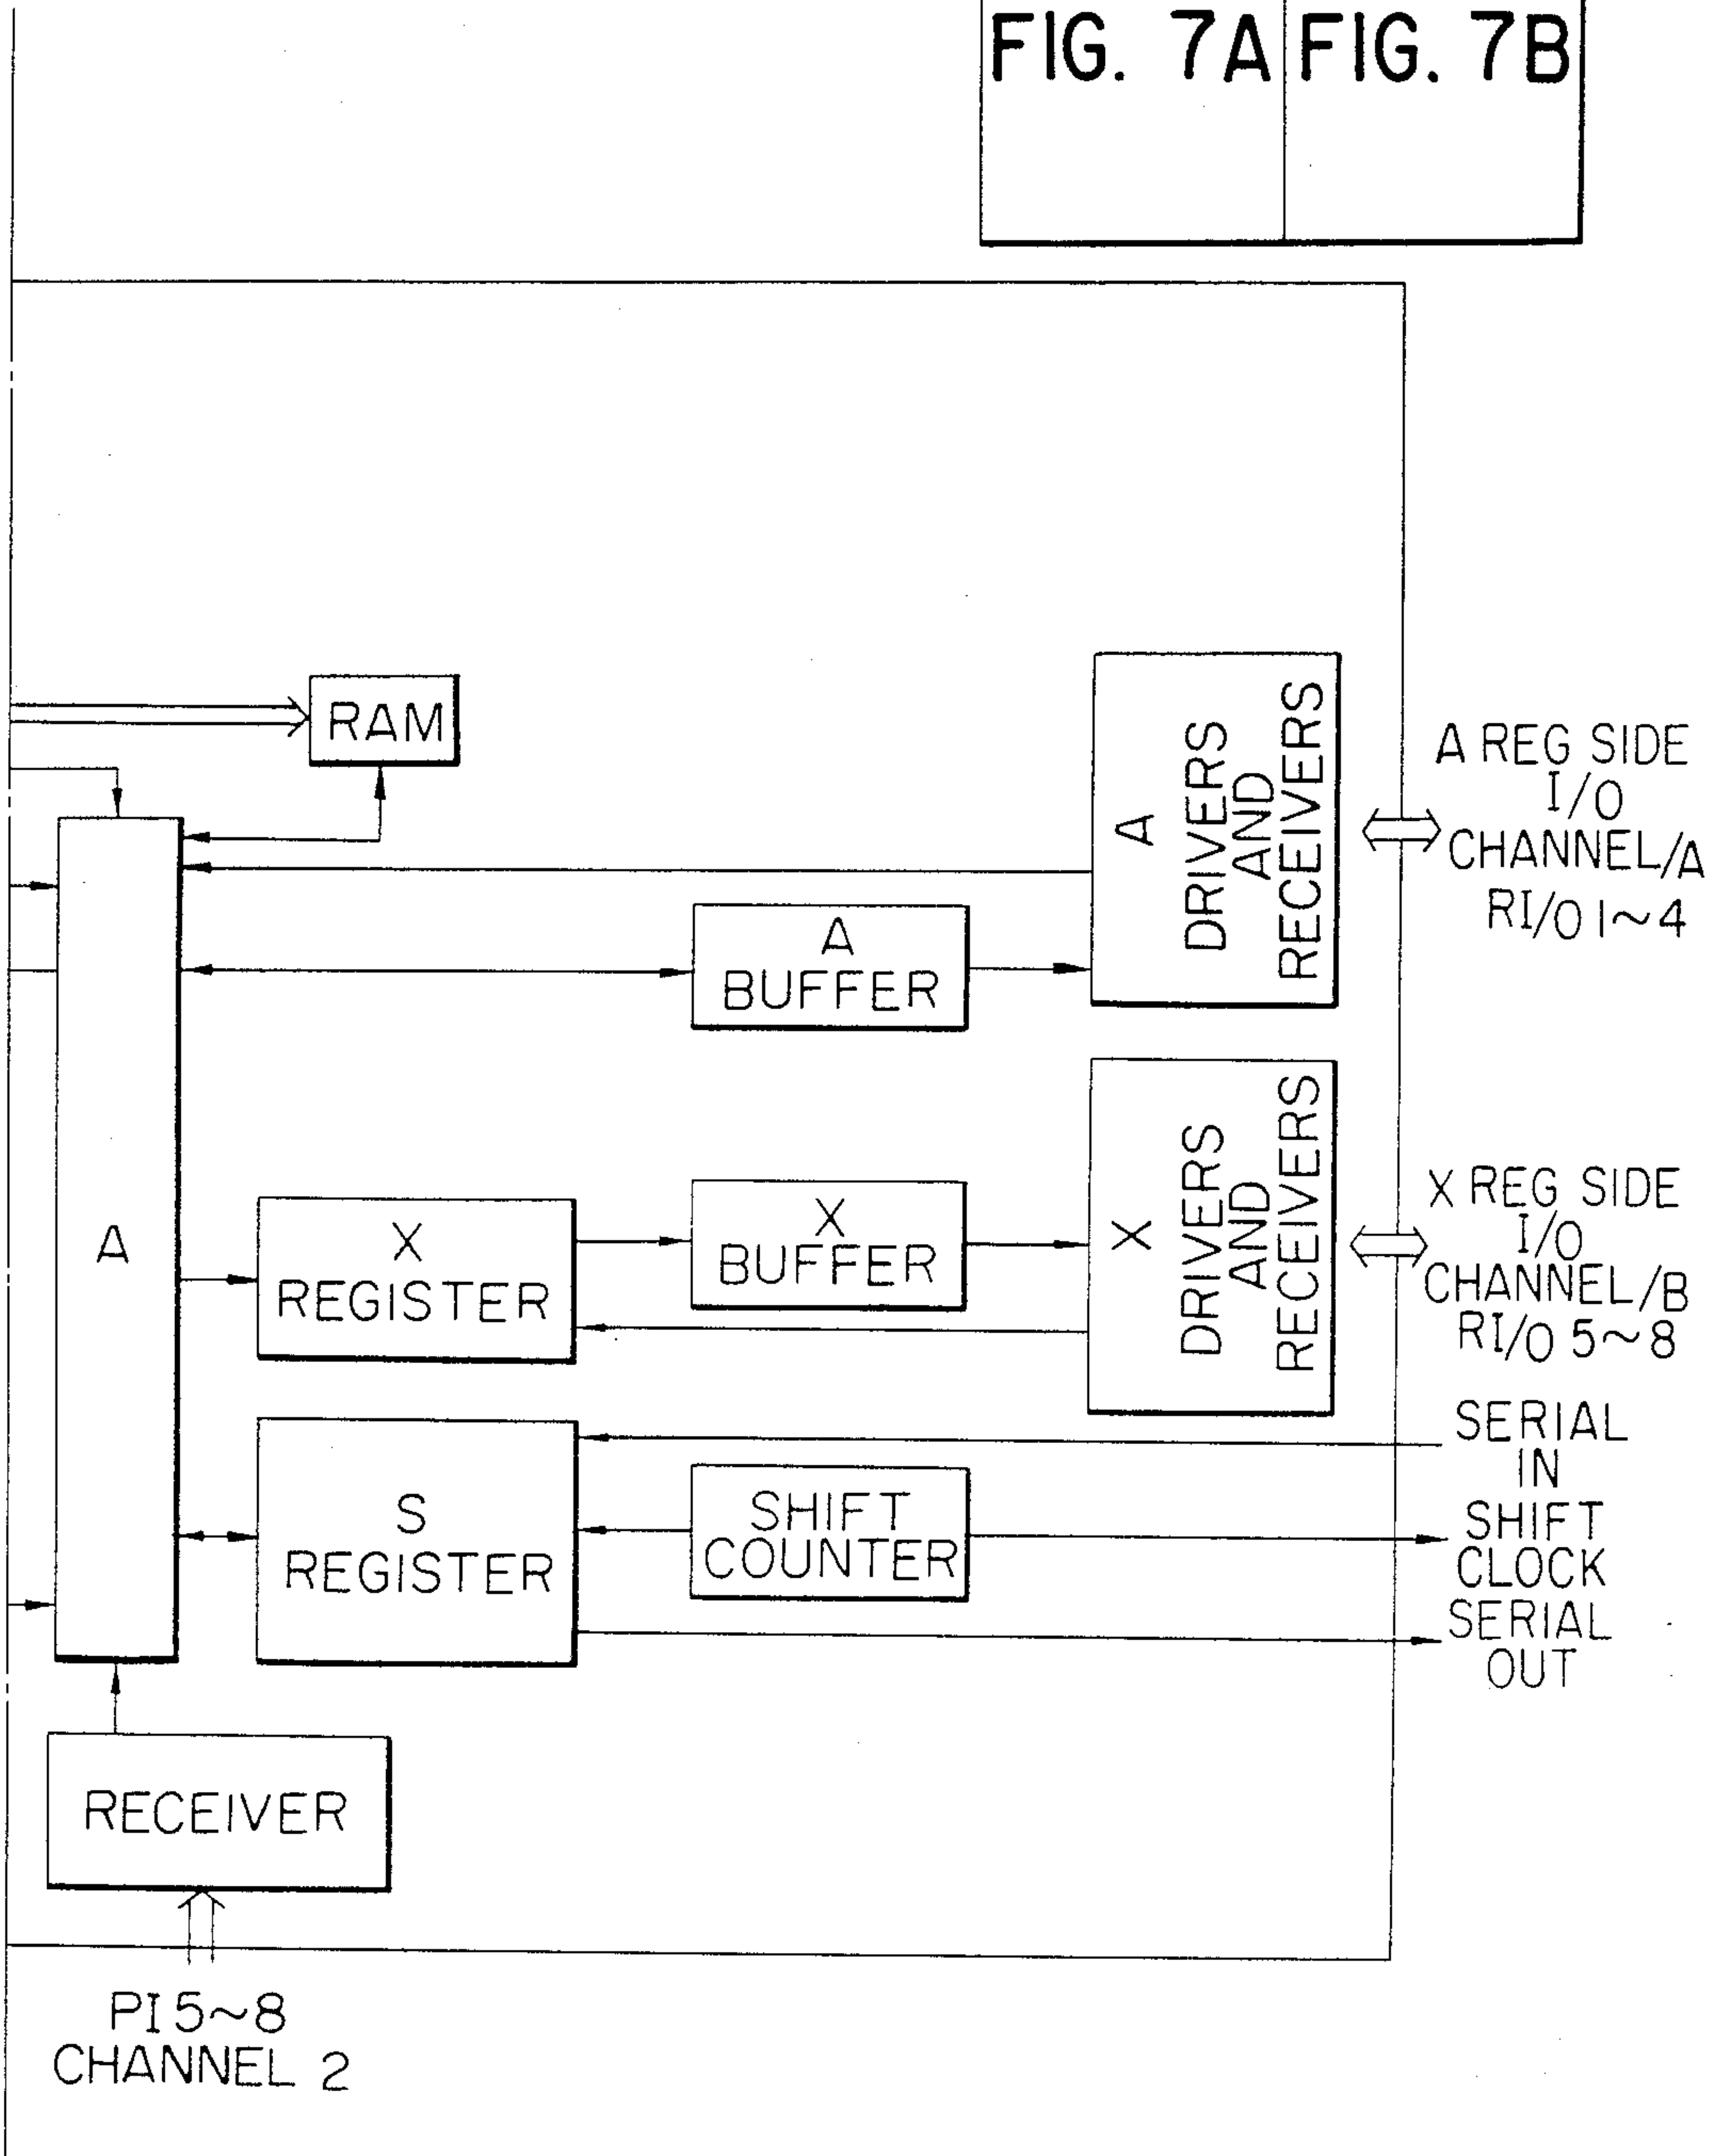 FIG. 7A
FIG. 7B
RAM
A
DRIVERS
AND
RECEIVERS
A REG SIDE
I/O
CHANNEL/A
RI/O 1~4
A
BUFFER
A
X
REGISTER
X
BUFFER
X
DRIVERS
AND
RECEIVERS
X REG SIDE
I/O
CHANNEL/B
RI/O 5~8
S
REGISTER
SHIFT
COUNTER
SERIAL
IN
SHIFT
CLOCK
SERIAL
OUT
RECEIVER
PI 5~8
CHANNEL 2